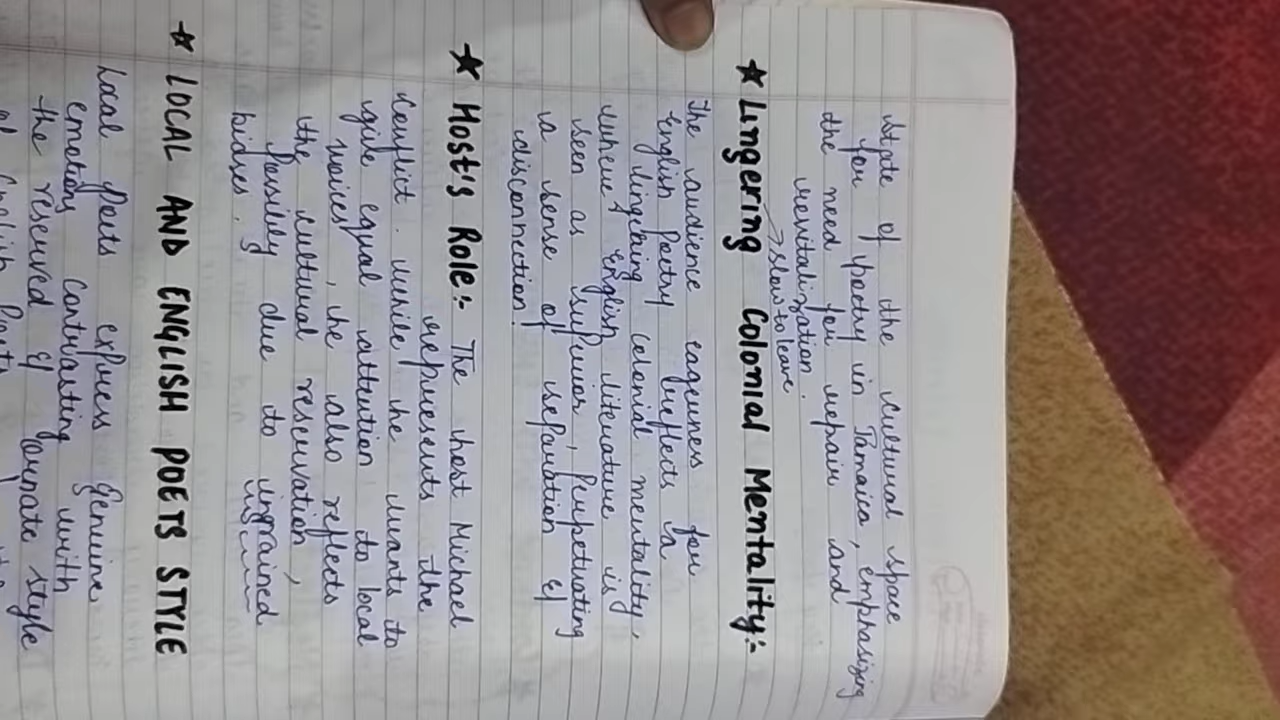 state of the cultural space
for poetry in Jamaica, emphasizing
the need for repair and
revitalization.
→ slow to leave
★ Lingering Colonial Mentality:-
The audience eagerness for
English Poetry reflects a
lingering colonial mentality,
where English literature is
seen as superior, perpetuating
a sense of separation &
disconnection!
★ Host's Role:- The host Michael
represents the
conflict. While he wants to
give equal attention to local
voices, he also reflects
the cultural reservation,
possibly due to ingrained
biases.
★ LOCAL AND ENGLISH POETS STYLE
Local Poets express genuine
emotions contrasting with
the reserved & ornate style
of English Poets